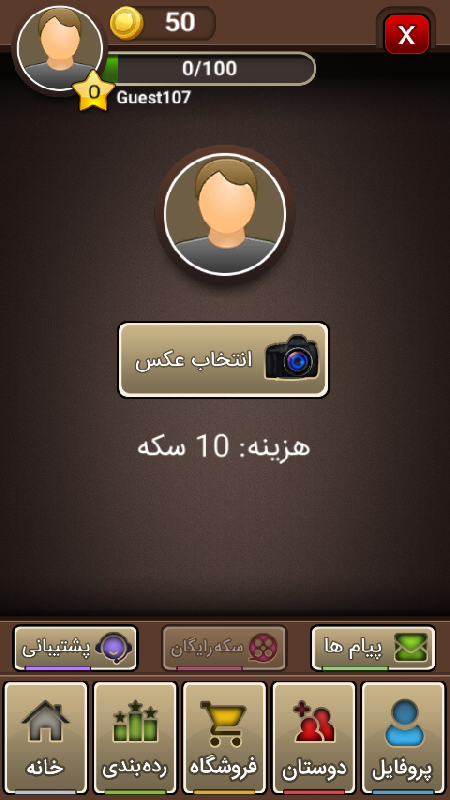 50
X
0/100
0
Guest107
انتخاب عکس
هزینه: 10 سکه
پیام ها
سکه رایگان
پشتیبانی
پروفایل
دوستان
فروشگاه
رده‌بندی
خانه